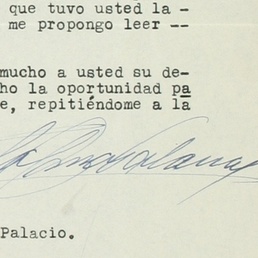 que tuvo usted la -
me propongo leer --
mucho a usted su de-
ho la oportunidad pa
e, repitiéndome a la
Palacio.